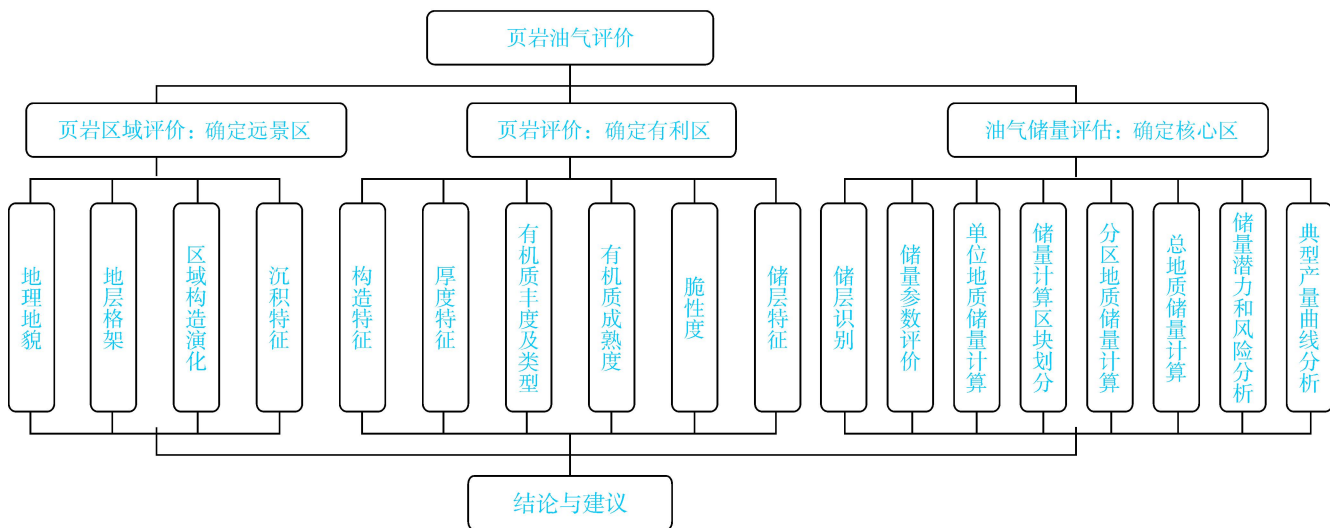 页岩油气评价
页岩区域评价：确定远景区
页岩评价：确定有利区
油气储量评估：确定核心区
地理地貌
地层格架
区域构造演化
沉积特征
构造特征
厚度特征
有机质丰度及类型
有机质成熟度
脆性度
储层特征
储层识别
储量参数评价
单位地质储量计算
储量计算区块划分
分区地质储量计算
总地质储量计算
储量潜力和风险分析
典型产量曲线分析
结论与建议